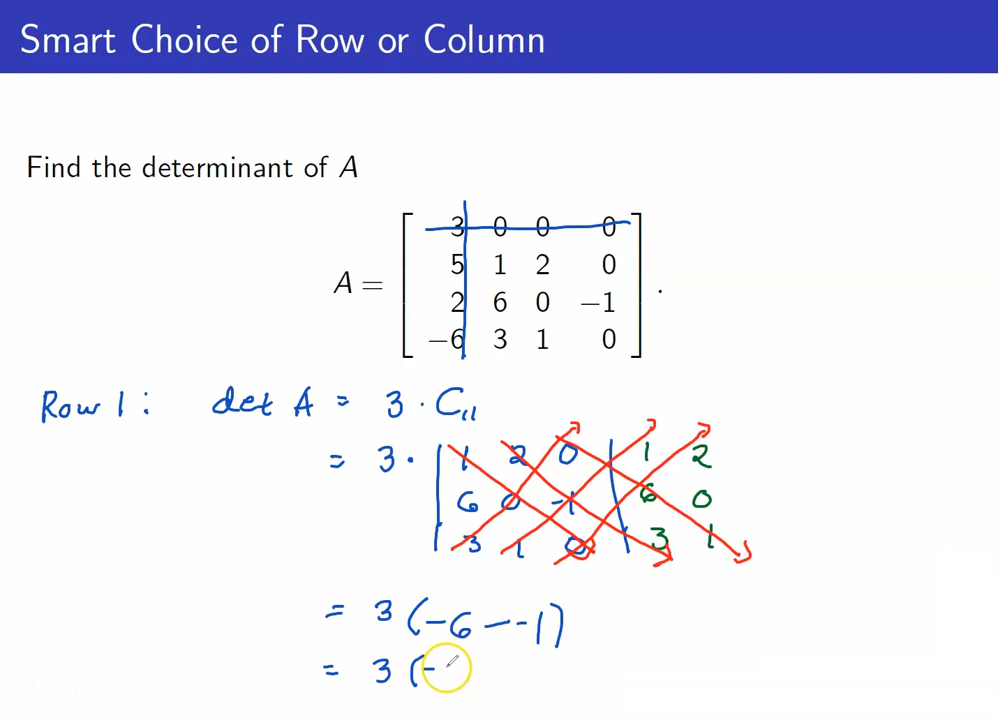 Smart Choice of Row or Column
Find the determinant of A
3 0 0 0
5 1 2 0
A =
2 6 0 −1
.
−6 3 1 0
Row 1 : det A = 3 · C11
= 3 · | 1 2 0 | 1 2
6 0 -1 6 0
3 1 0 3 1
= 3 (-6 - -1)
= 3 (-